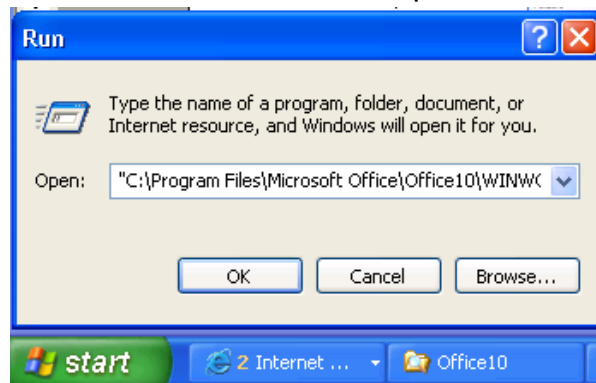 Run
Type the name of a program, folder, document, or
Internet resource, and Windows will open it for you.
Open: "C:\Program Files\Microsoft Office\Office10\WINW
OK Cancel Browse...
start 2 Internet ... Office10